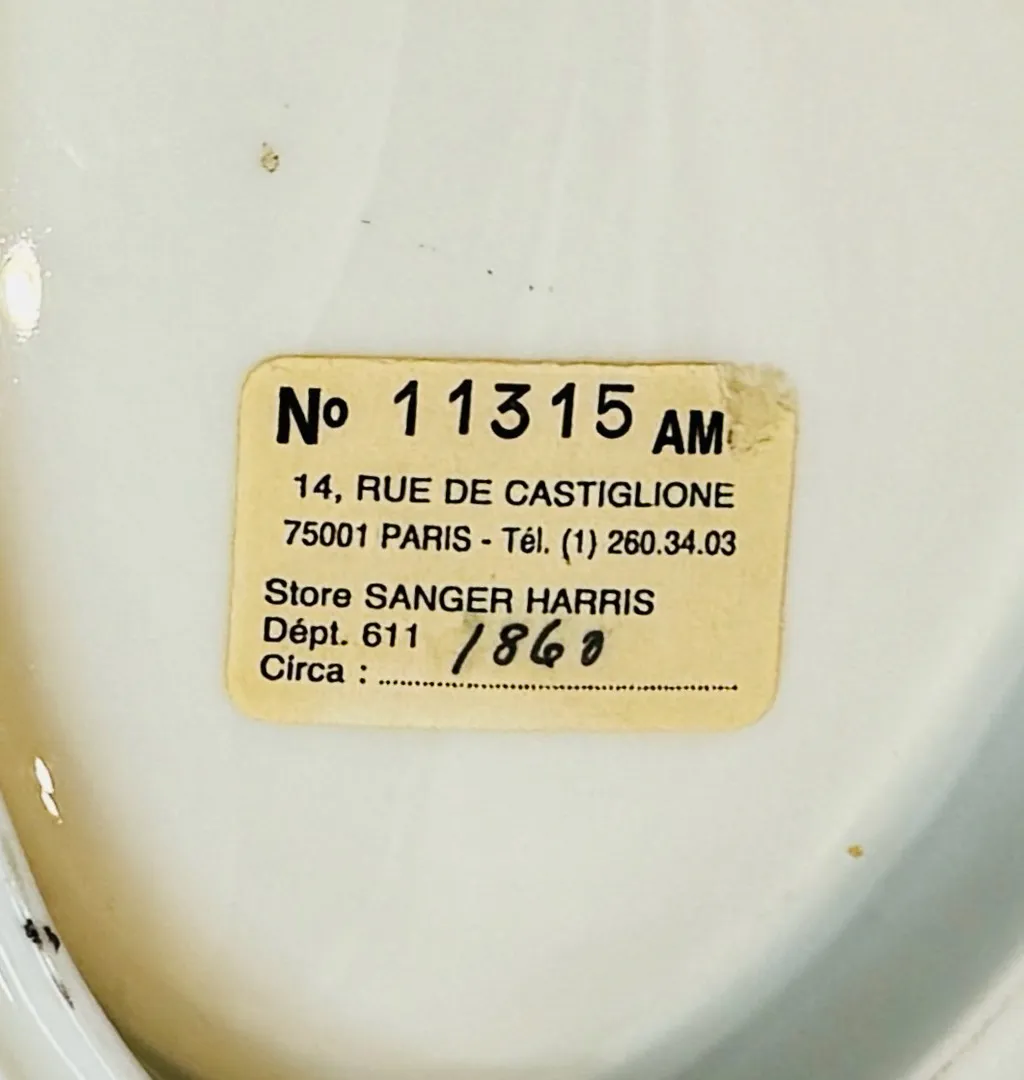 No 11315 AM
14, RUE DE CASTIGLIONE
75001 PARIS - Tél. (1) 260.34.03
Store SANGER HARRIS
Dépt. 611
Circa : 1860